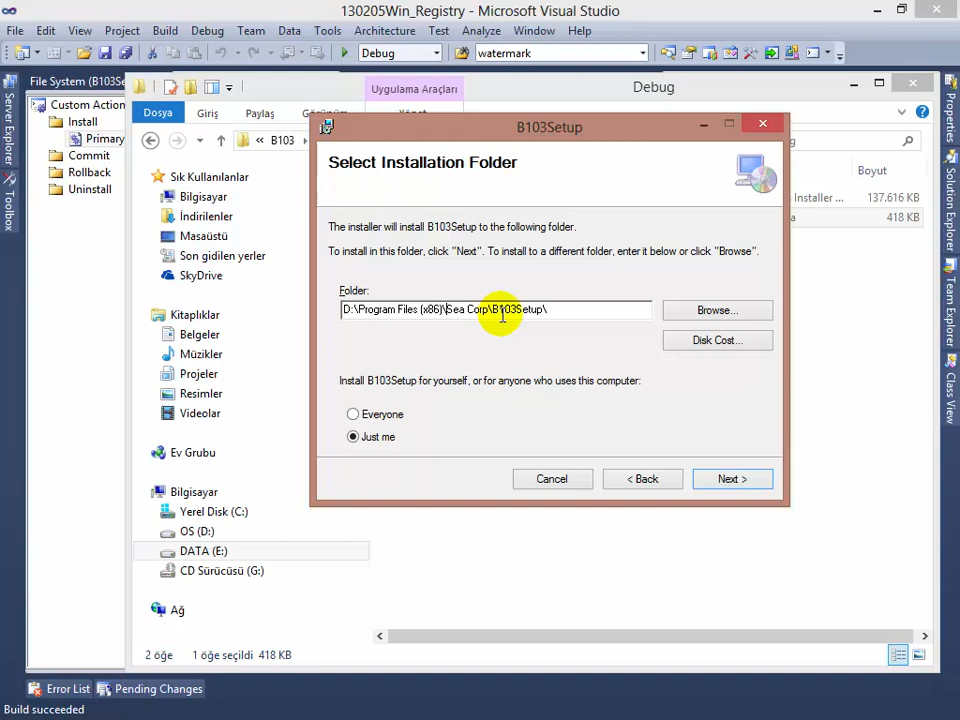 130205Win_Registry - Microsoft Visual Studio
File Edit View Project Build Debug Team Data Tools Architecture Test Analyze Window Help
Debug watermark
File System (B103Se
Custom Action
Install
Primary
Commit
Rollback
Uninstall
Server Explorer
Toolbox
Properties
Solution Explorer
Team Explorer
Class View
Uygulama Araçları
Debug
Dosya Giriş Paylaş
B103
Sık Kullanılanlar
Bilgisayar
İndirilenler
Masaüstü
Son gidilen yerler
SkyDrive
Kitaplıklar
Belgeler
Müzikler
Projeler
Resimler
Videolar
Ev Grubu
Bilgisayar
Yerel Disk (C:)
OS (D:)
DATA (E:)
CD Sürücüsü (G:)
Ağ
Boyut
Installer ... 137.616 KB
a 418 KB
B103Setup
Select Installation Folder
The installer will install B103Setup to the following folder.
To install in this folder, click "Next". To install to a different folder, enter it below or click "Browse".
Folder:
D:\Program Files (x86)\Sea Corp\B103Setup\
Browse...
Disk Cost...
Install B103Setup for yourself, or for anyone who uses this computer:
Everyone
Just me
Cancel < Back Next >
2 öğe 1 öğe seçildi 418 KB
Error List Pending Changes
Build succeeded